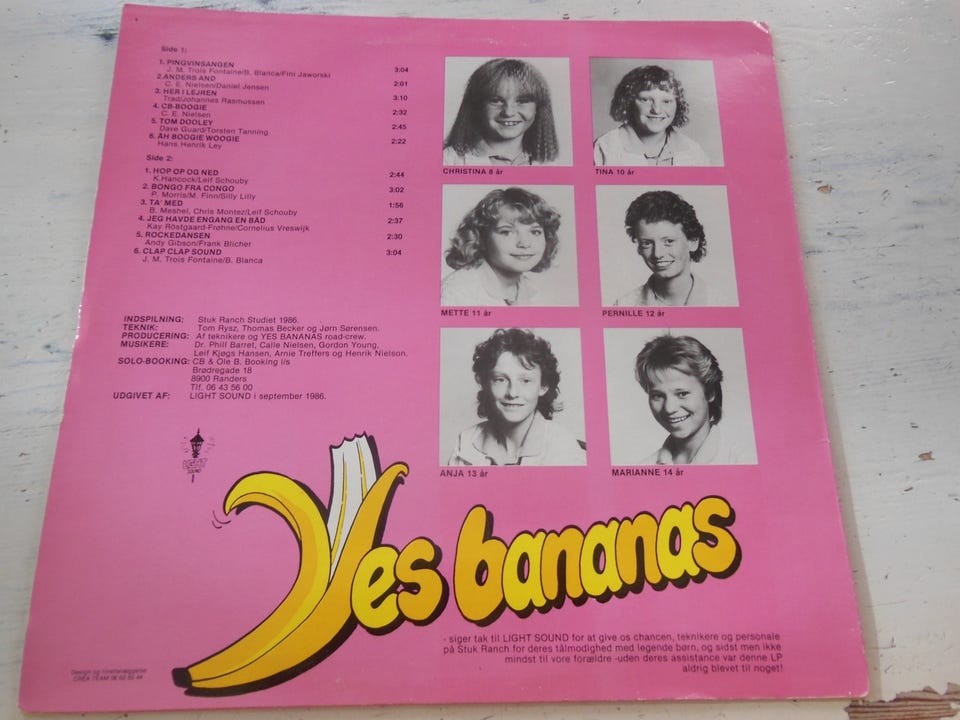 Side 1:
1. PINGVINSANGEN
J. M. Trois Fontaine/B. Blanca/Fini Jaworski 3:04
2. ANDERS AND
C. E. Nielsen/Daniel Jensen 2:01
3. HER I LEJREN
Trad/Johannes Rasmussen 3:10
4. CB-BOOGIE
C. E. Nielsen 2:32
5. TOM DOOLEY
Dave Guard/Torsten Tanning 2:45
6. ÅH BOOGIE WOOGIE
Hans Henrik Ley 2:22
Side 2:
1. HOP OP OG NED
K.Hancock/Leif Schouby 2:44
2. BONGO FRA CONGO
P. Morris/M. Finn/Silly Lilly 3:02
3. TA' MED
B. Meshel, Chris Montez/Leif Schouby 1:56
4. JEG HAVDE ENGANG EN BÅD
Kay Röstgaard-Frøhne/Cornelius Vreswijk 2:37
5. ROCKEDANSEN
Andy Gibson/Frank Blicher 2:30
6. CLAP CLAP SOUND
J. M. Trois Fontaine/B. Blanca 3:04
INDSPILNING: Stuk Ranch Studiet 1986.
TEKNIK: Tom Rysz, Thomas Becker og Jørn Sørensen.
PRODUCERING: Af teknikere og YES BANANAS road-crew.
MUSIKERE: Dr. Phill Barret, Calle Nielsen, Gordon Young,
Leif Kjøgs Hansen, Arnie Treffers og Henrik Nielson.
SOLO-BOOKING: CB & Ole B. Booking I/s
Brødregade 18
8900 Randers
Tlf. 06 43 56 00
UDGIVET AF: LIGHT SOUND i september 1986.
CHRISTINA 8 år
TINA 10 år
METTE 11 år
PERNILLE 12 år
ANJA 13 år
MARIANNE 14 år
LIGHT
SOUND
Yes bananas
- siger tak til LIGHT SOUND for at give os chancen, teknikere og personale
på Stuk Ranch for deres tålmodighed med legende børn, og sidst men ikke
mindst til vore forældre -uden deres assistance var denne LP
aldrig blevet til noget!
Design og
CREA TEAM